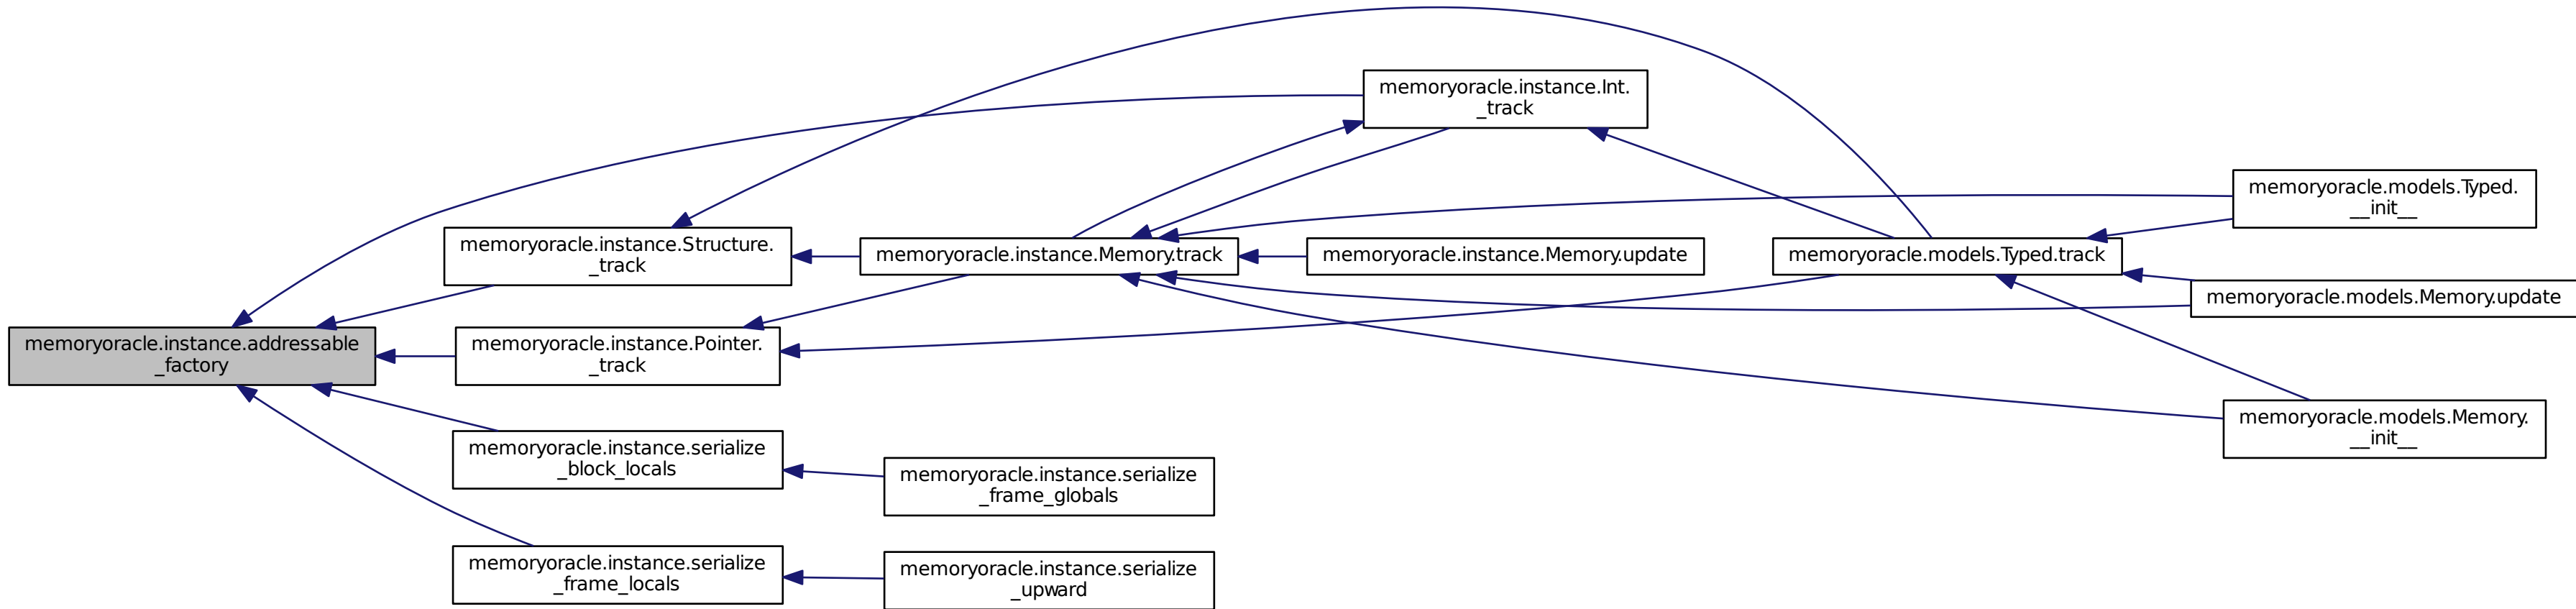 memoryoracle.instance.Int.
_track
memoryoracle.models.Typed.
__init__
memoryoracle.instance.Structure.
_track
memoryoracle.instance.Memory.track
memoryoracle.instance.Memory.update
memoryoracle.models.Typed.track
memoryoracle.models.Memory.update
memoryoracle.instance.addressable
_factory
memoryoracle.instance.Pointer.
_track
memoryoracle.models.Memory.
__init__
memoryoracle.instance.serialize
_block_locals
memoryoracle.instance.serialize
_frame_globals
memoryoracle.instance.serialize
_frame_locals
memoryoracle.instance.serialize
_upward